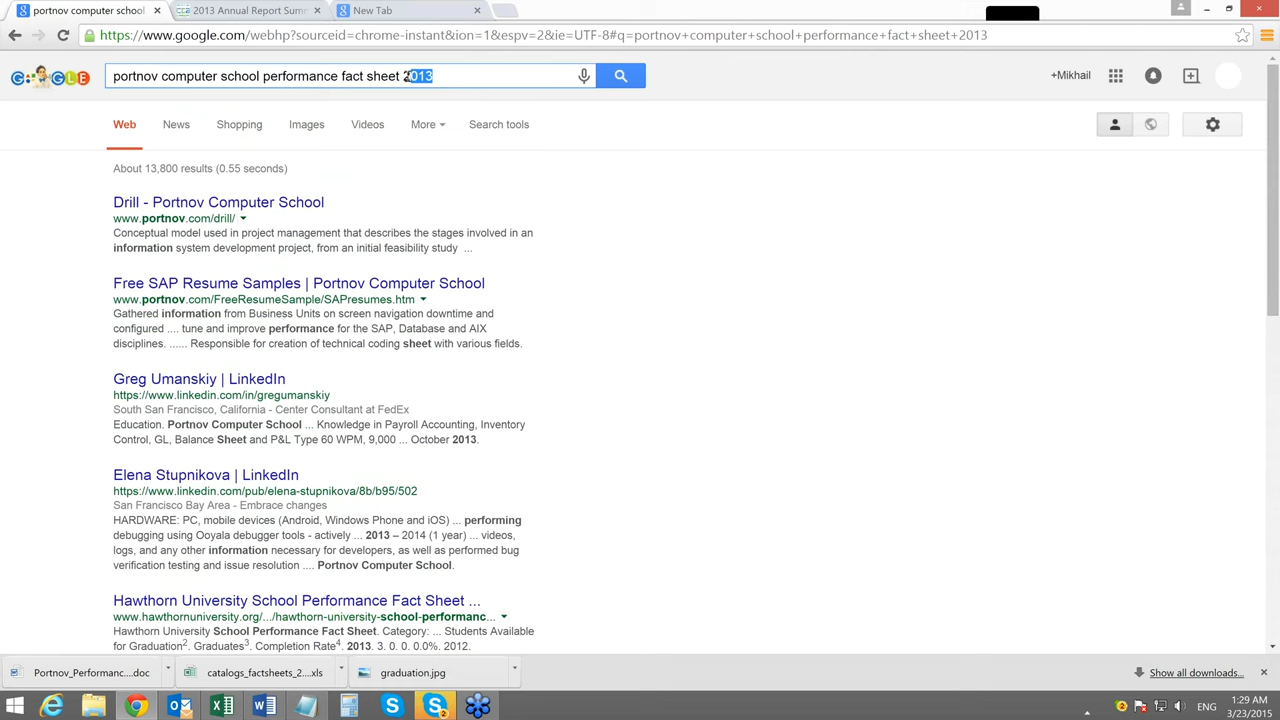 portnov computer school
2013 Annual Report Summ
New Tab
https://www.google.com/webhp?sourceid=chrome-instant&ion=1&espv=2&ie=UTF-8#q=portnov+computer+school+performance+fact+sheet+2013
portnov computer school performance fact sheet 2013
+Mikhail
Web News Shopping Images Videos More Search tools
About 13,800 results (0.55 seconds)
Drill - Portnov Computer School
www.portnov.com/drill/
Conceptual model used in project management that describes the stages involved in an
information system development project, from an initial feasibility study ...
Free SAP Resume Samples | Portnov Computer School
www.portnov.com/FreeResumeSample/SAPresumes.htm
Gathered information from Business Units on screen navigation downtime and
configured .... tune and improve performance for the SAP, Database and AIX
disciplines. ...... Responsible for creation of technical coding sheet with various fields.
Greg Umanskiy | LinkedIn
https://www.linkedin.com/in/gregumanskiy
South San Francisco, California - Center Consultant at FedEx
Education. Portnov Computer School ... Knowledge in Payroll Accounting, Inventory
Control, GL, Balance Sheet and P&L Type 60 WPM, 9,000 ... October 2013.
Elena Stupnikova | LinkedIn
https://www.linkedin.com/pub/elena-stupnikova/8b/b95/502
San Francisco Bay Area - Embrace changes
HARDWARE: PC, mobile devices (Android, Windows Phone and iOS) ... performing
debugging using Ooyala debugger tools - actively ... 2013 – 2014 (1 year) ... videos,
logs, and any other information necessary for developers, as well as performed bug
verification testing and issue resolution .... Portnov Computer School.
Hawthorn University School Performance Fact Sheet ...
www.hawthornuniversity.org/.../hawthorn-university-school-performanc...
Hawthorn University School Performance Fact Sheet. Category: ... Students Available
for Graduation2. Graduates3. Completion Rate4. 2013. 3. 0. 0. 0.0%. 2012.
Portnov_Performanc....doc
catalogs_factsheets_2....xls
graduation.jpg
Show all downloads...
ENG
1:29 AM
3/23/2015